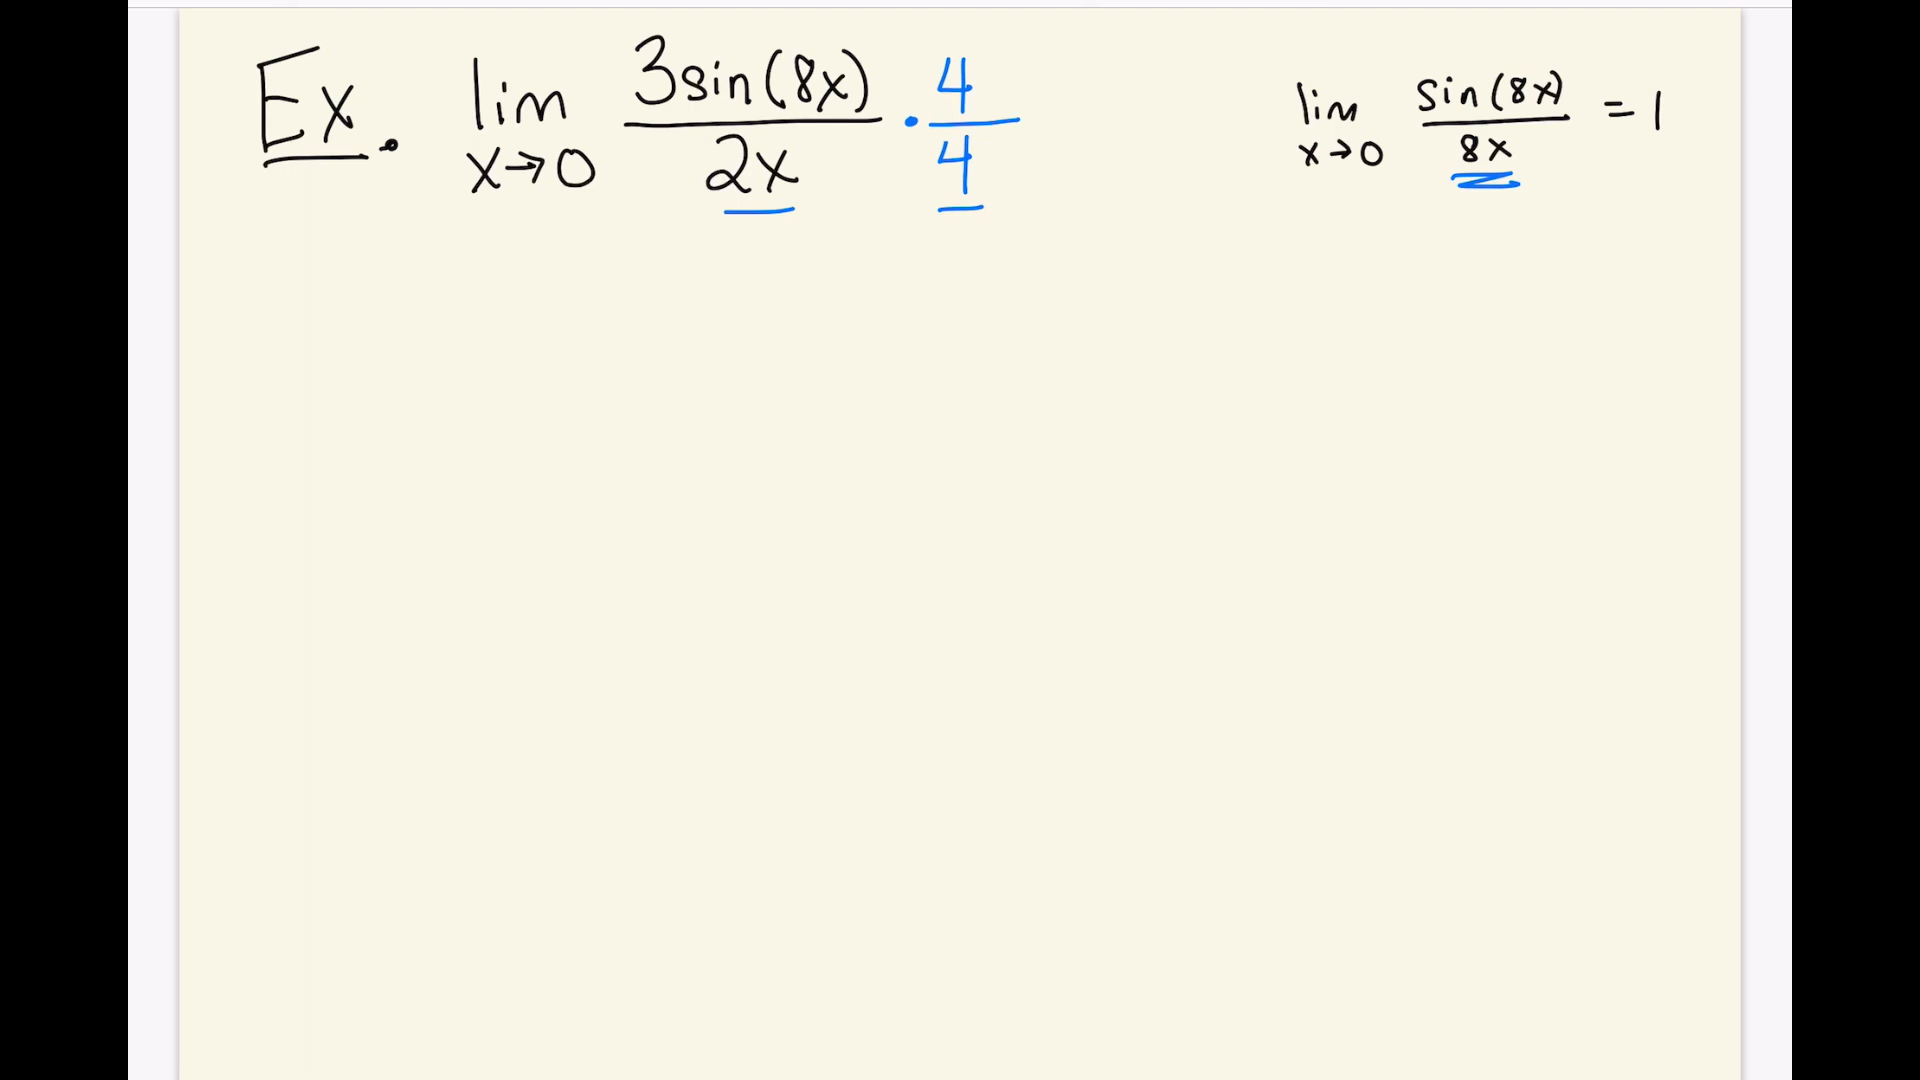 Ex. lim x→0 3sin(8x)/2x · 4/4
lim x→0 sin(8x)/8x = 1